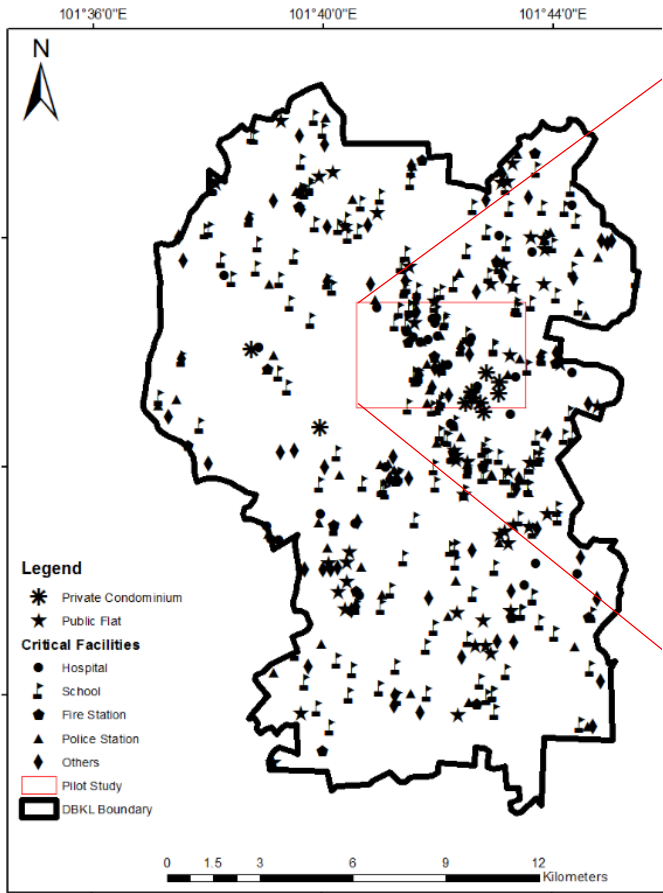 101°36'0"E 101°40'0"E 101°44'0"E
N
Legend
Private Condominium
Public Flat
Critical Facilities
Hospital
School
Fire Station
Police Station
Others
Pilot Study
DBKL Boundary
0 1.5 3 6 9 12
Kilometers